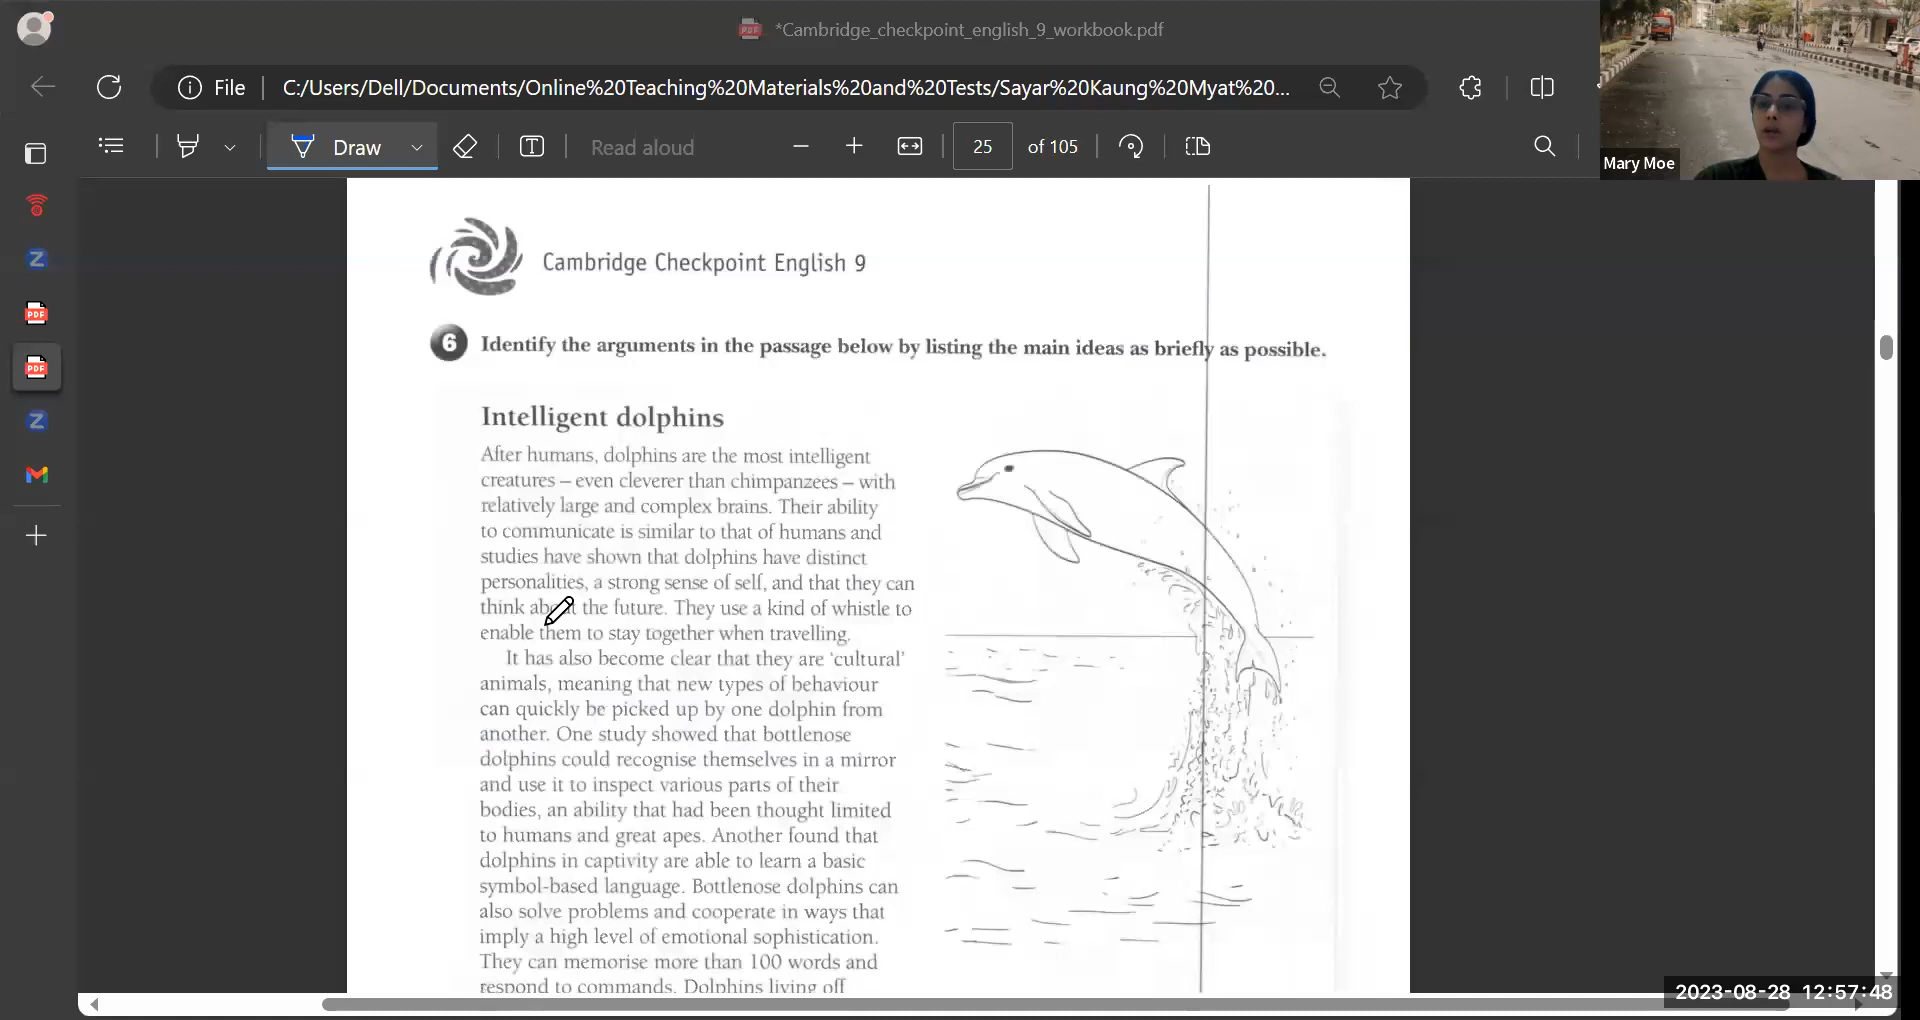 *Cambridge_checkpoint_english_9_workbook.pdf
File
C:/Users/Dell/Documents/Online%20Teaching%20Materials%20and%20Tests/Sayar%20Kaung%20Myat%20...
Draw
Read aloud
25
of 105
Mary Moe
Cambridge Checkpoint English 9
6 Identify the arguments in the passage below by listing the main ideas as briefly as possible.
Intelligent dolphins
After humans, dolphins are the most intelligent
creatures – even cleverer than chimpanzees – with
relatively large and complex brains. Their ability
to communicate is similar to that of humans and
studies have shown that dolphins have distinct
personalities, a strong sense of self, and that they can
think about the future. They use a kind of whistle to
enable them to stay together when travelling.
It has also become clear that they are ‘cultural’
animals, meaning that new types of behaviour
can quickly be picked up by one dolphin from
another. One study showed that bottlenose
dolphins could recognise themselves in a mirror
and use it to inspect various parts of their
bodies, an ability that had been thought limited
to humans and great apes. Another found that
dolphins in captivity are able to learn a basic
symbol-based language. Bottlenose dolphins can
also solve problems and cooperate in ways that
imply a high level of emotional sophistication.
They can memorise more than 100 words and
respond to commands. Dolphins living off
2023-08-28 12:57:48